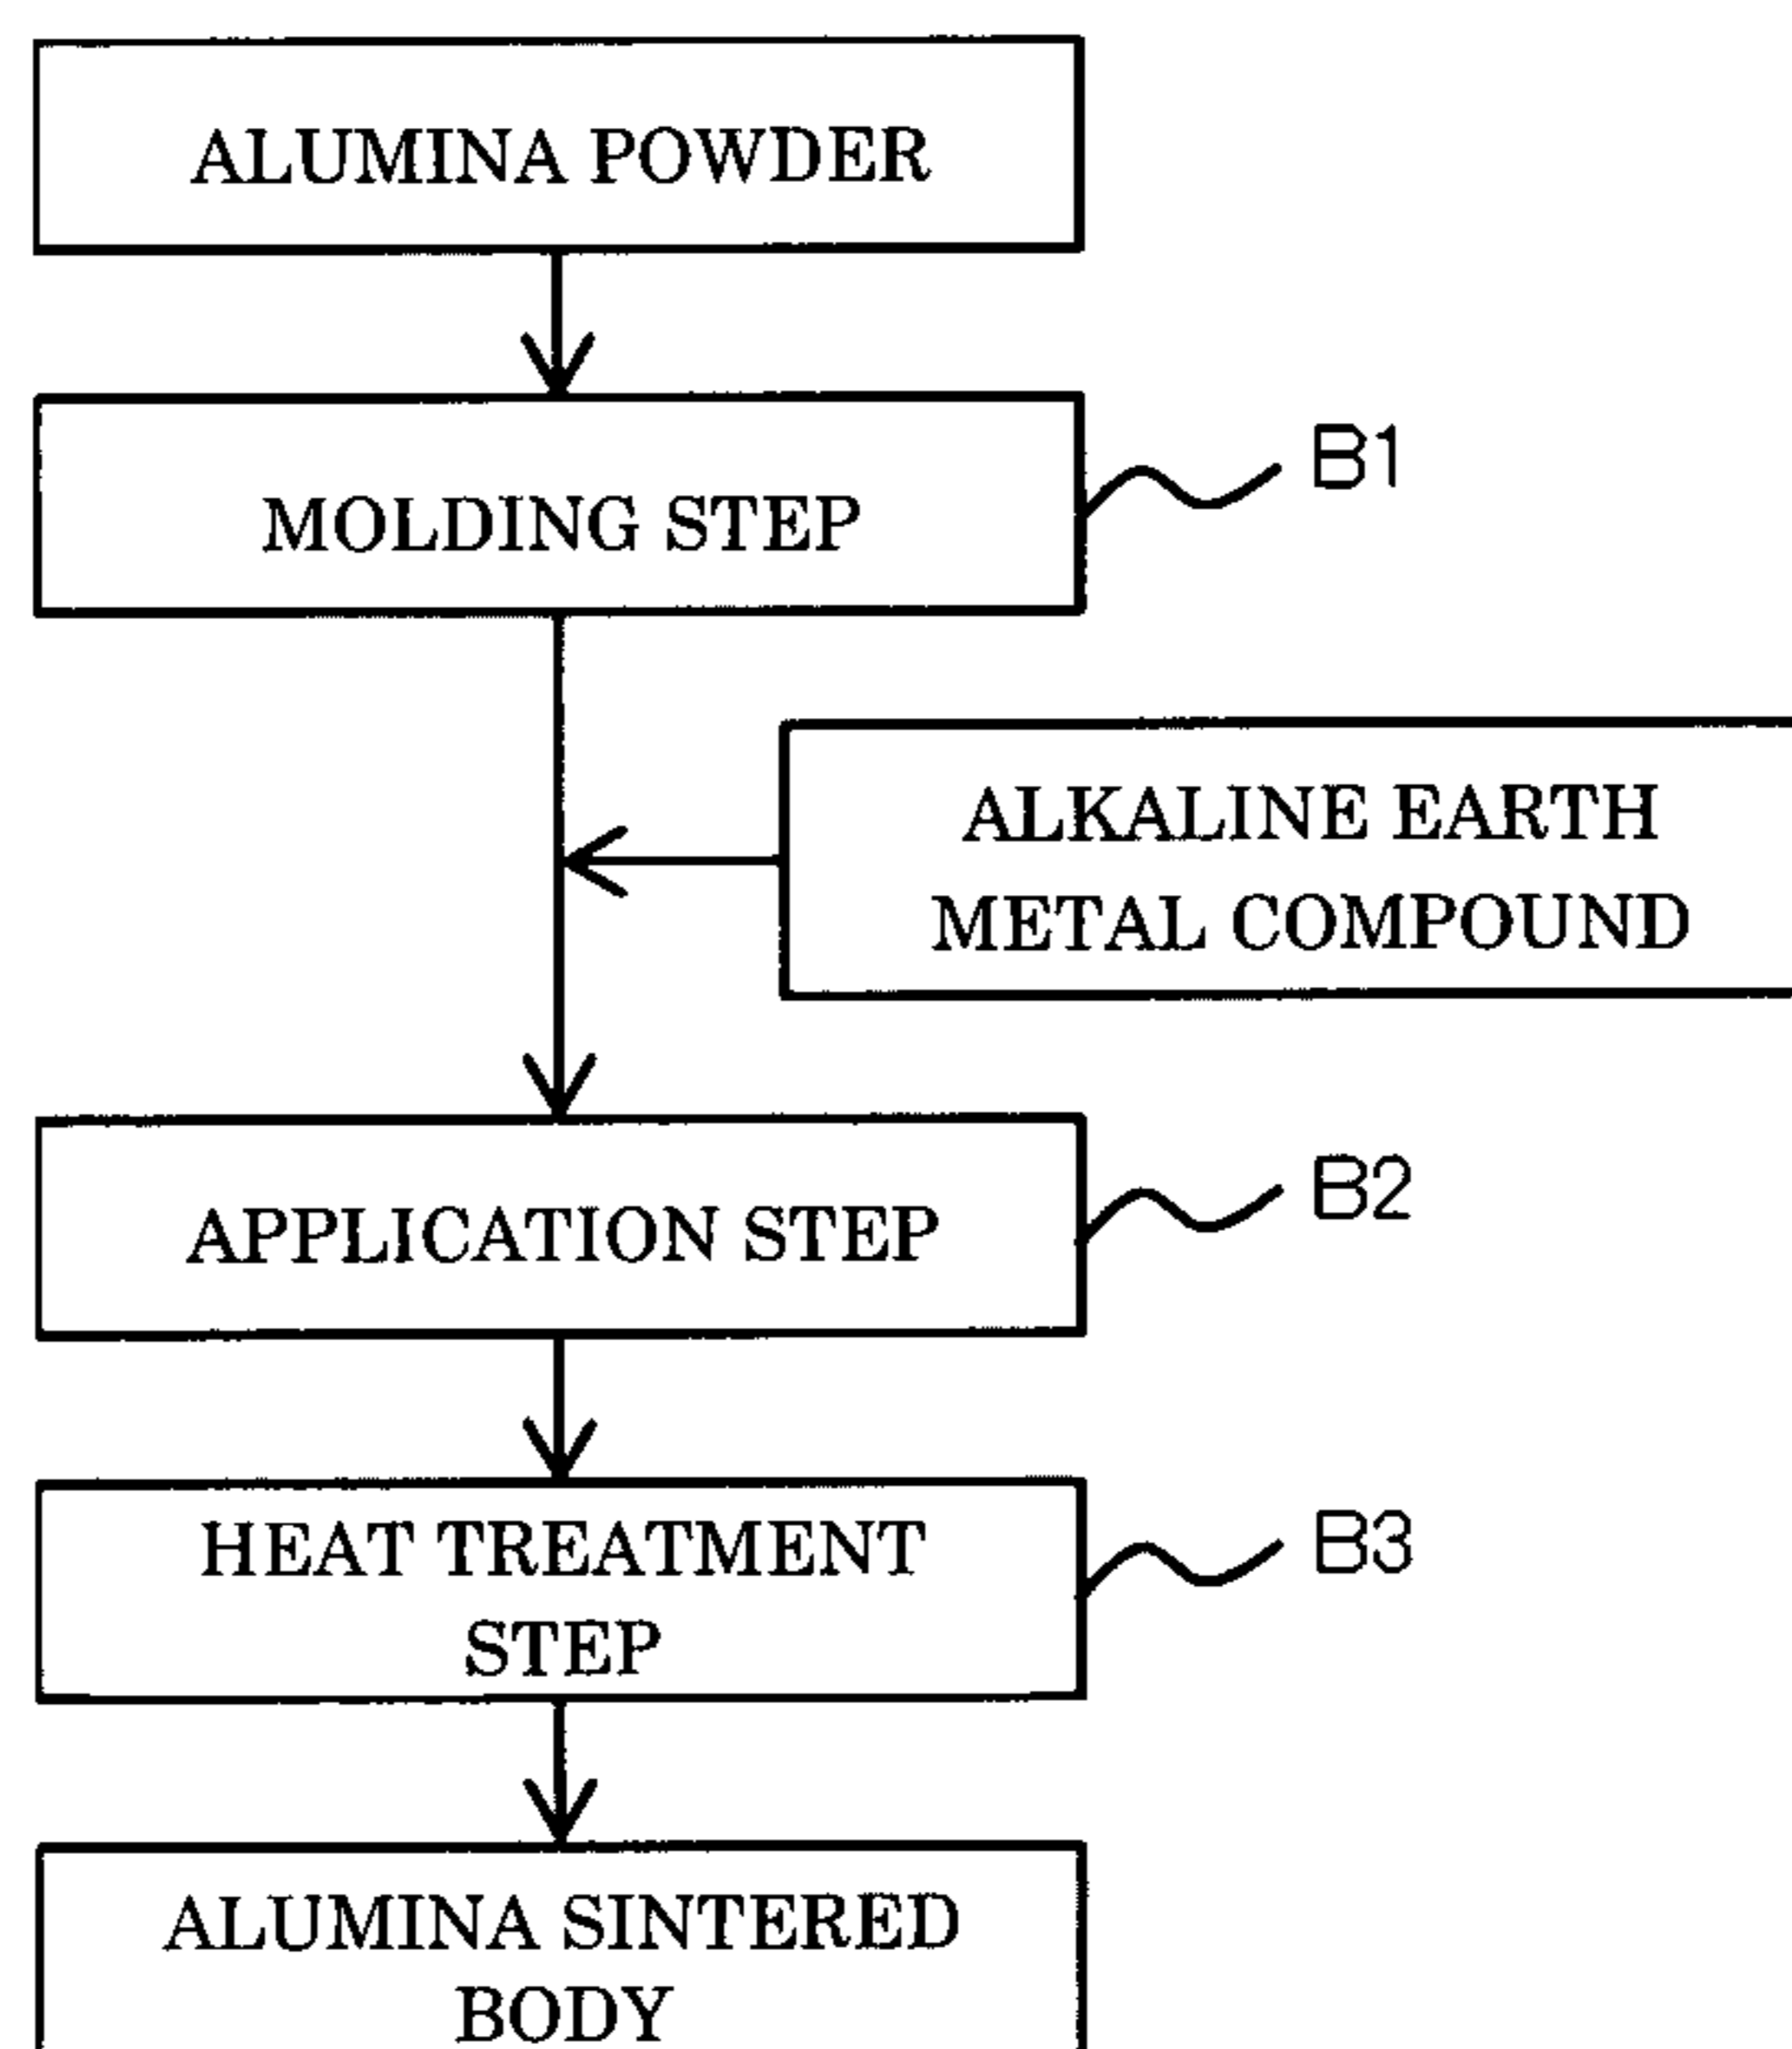 ALUMINA POWDER
MOLDING STEP
B1
ALKALINE EARTH
METAL COMPOUND
APPLICATION STEP
B2
HEAT TREATMENT
STEP
B3
ALUMINA SINTERED
BODY